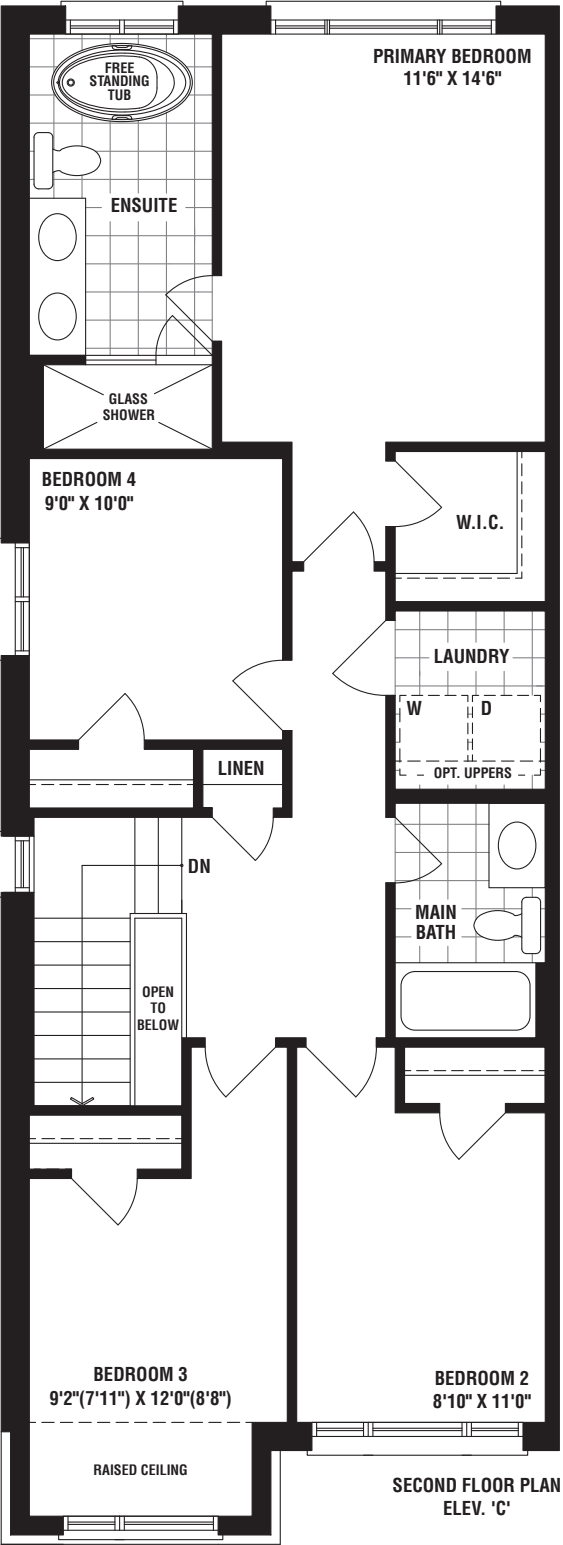 PRIMARY BEDROOM
11'6" X 14'6"
FREE
STANDING
TUB
ENSUITE
GLASS
SHOWER
BEDROOM 4
9'0" X 10'0"
W.I.C.
LAUNDRY
W D
OPT. UPPERS
LINEN
DN
MAIN
BATH
OPEN
TO
BELOW
BEDROOM 3
9'2"(7'11") X 12'0"(8'8")
BEDROOM 2
8'10" X 11'0"
RAISED CEILING
SECOND FLOOR PLAN
ELEV. 'C'